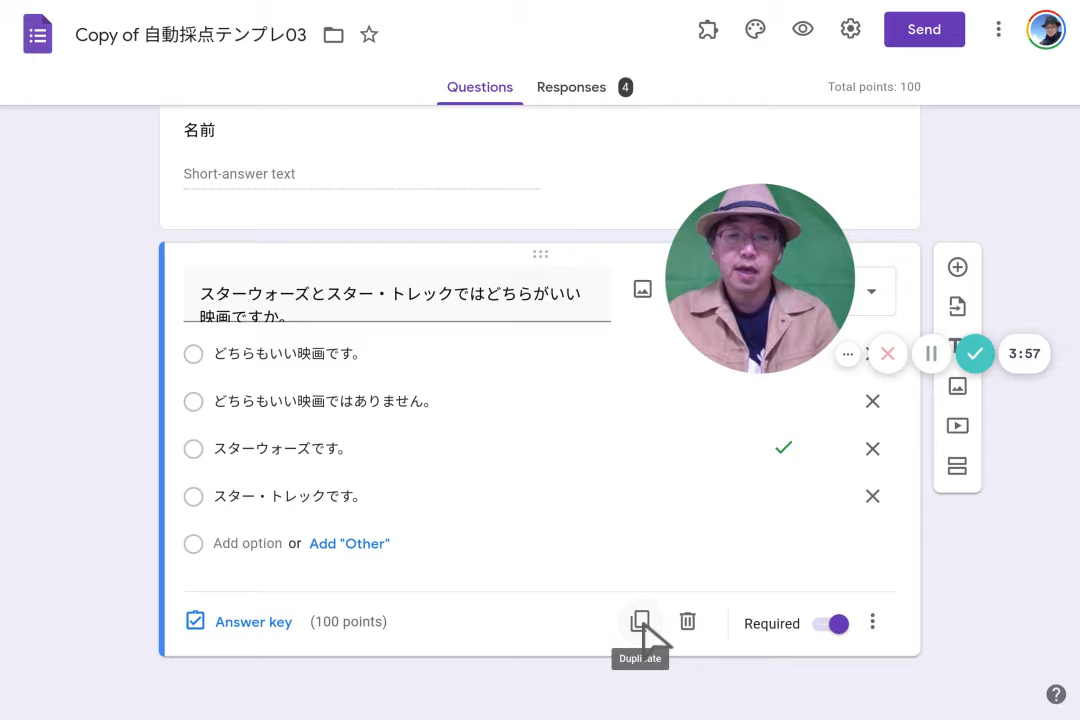 Copy of 自動採点テンプレ03
Send
Questions
Responses 4
Total points: 100
名前
Short-answer text
スターウォーズとスター・トレックではどちらがいい
映画ですか。
どちらもいい映画です。
3:57
どちらもいい映画ではありません。
スターウォーズです。
スター・トレックです。
Add option or Add "Other"
Answer key (100 points)
Required
Duplicate